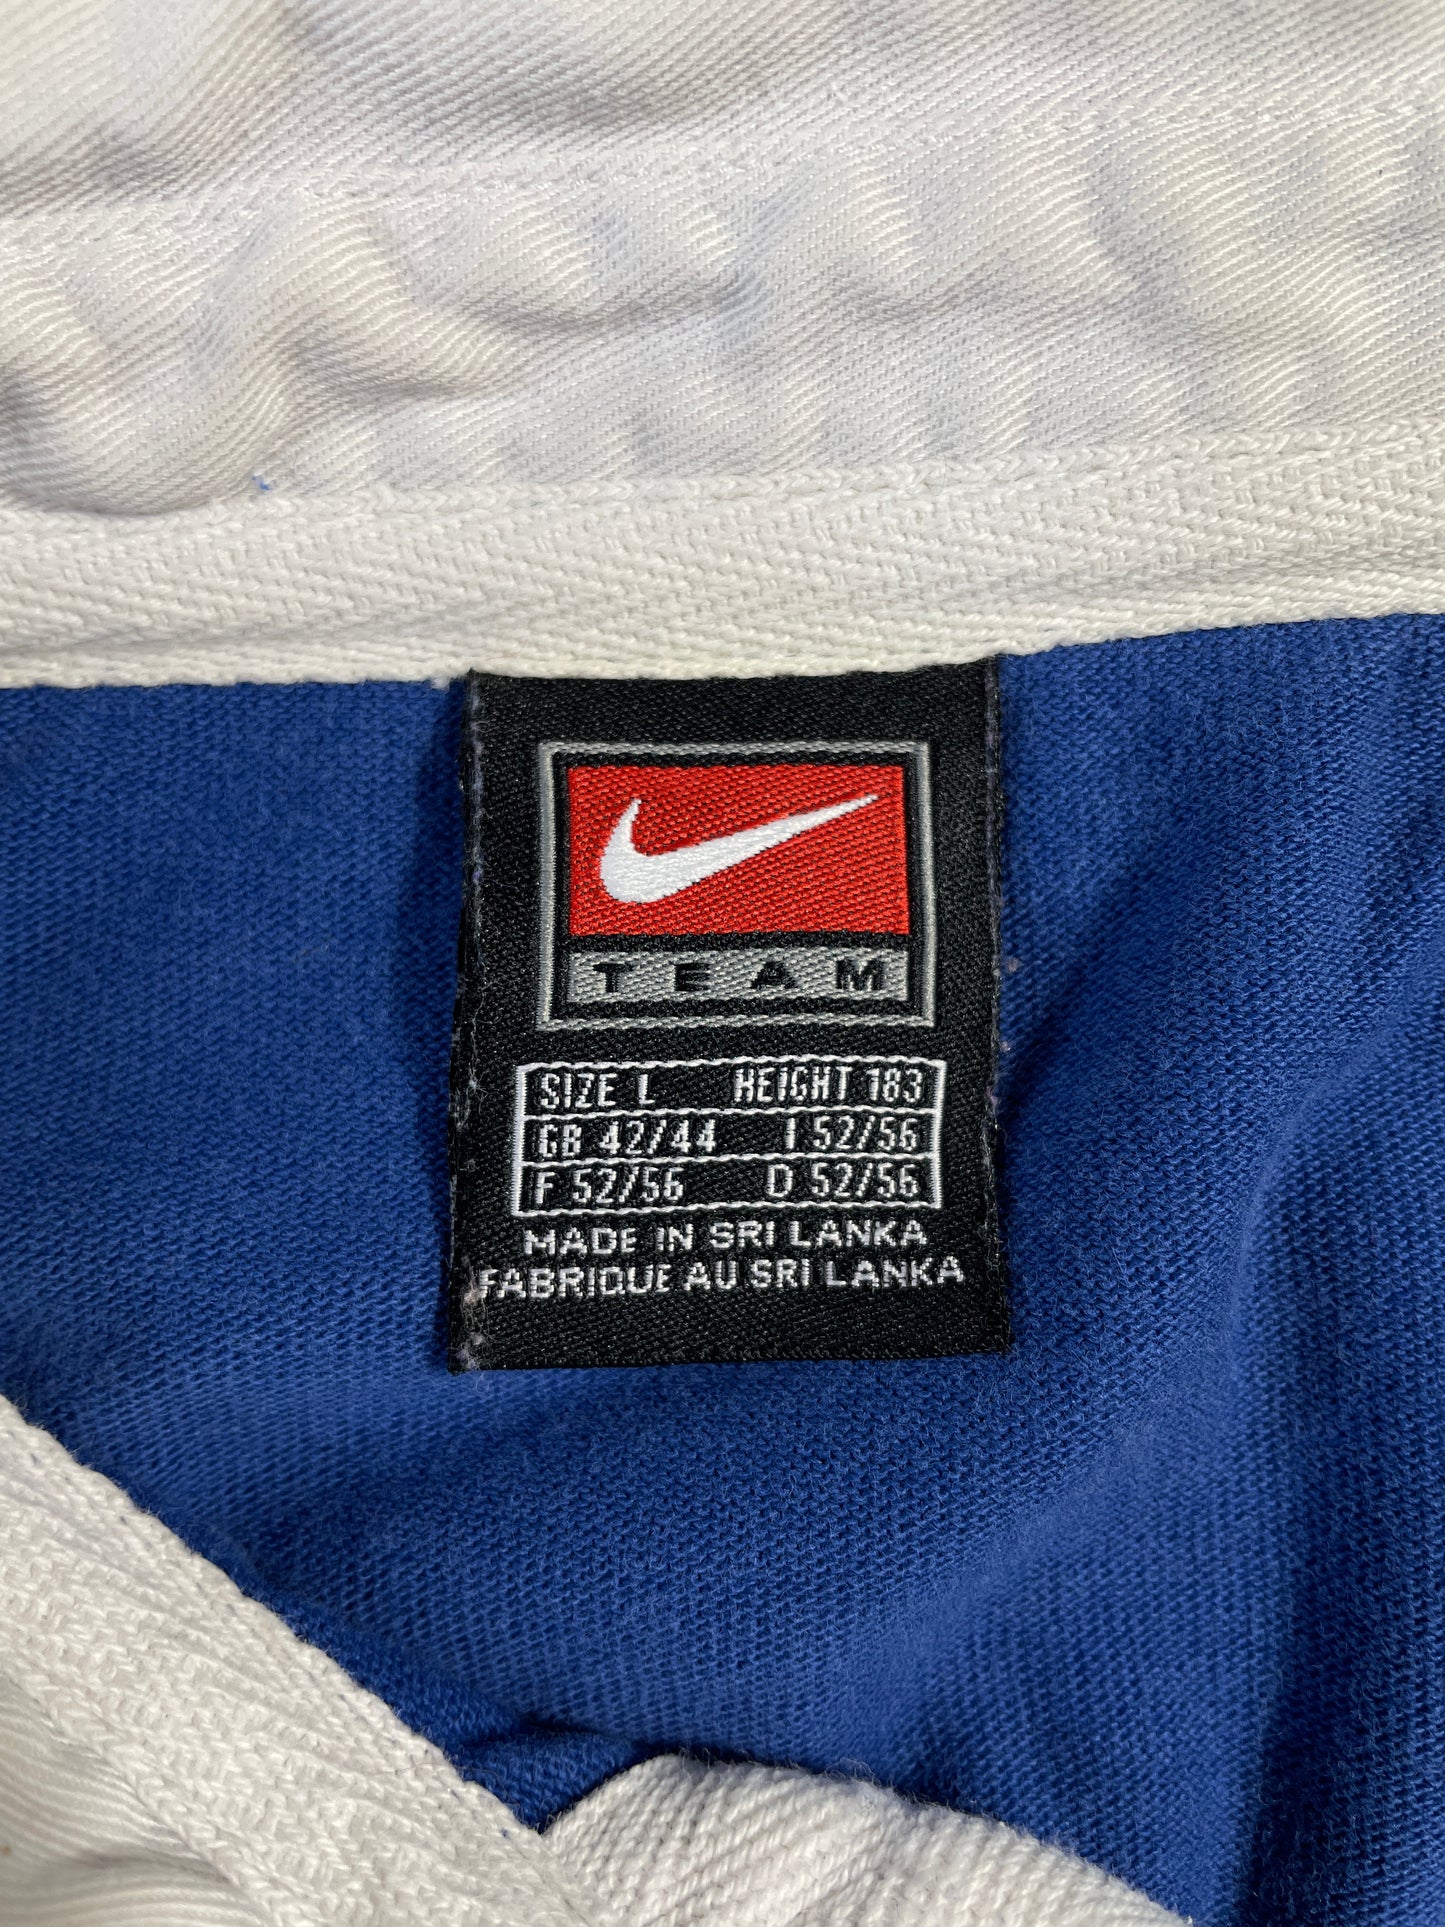 TEAM
SIZE L HEIGHT 183
GB 42/44 I 52/56
F 52/56 D 52/56
MADE IN SRI LANKA
FABRIQUE AU SRI LANKA